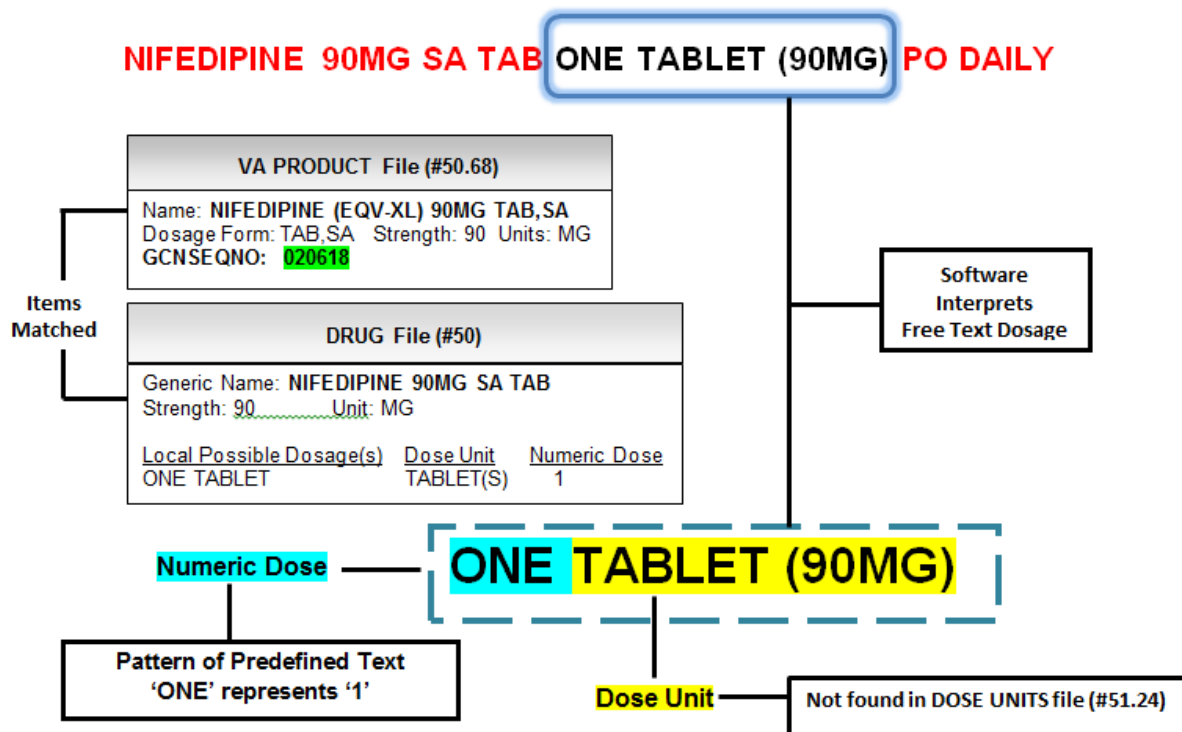 NIFEDIPINE 90MG SA TAB ONE TABLET (90MG) PO DAILY
VA PRODUCT File (#50.68)
Name: NIFEDIPINE (EQV-XL) 90MG TAB,SA
Dosage Form: TAB,SA Strength: 90 Units: MG
GCNSEQNO: 020618
Items
Matched
Software
Interprets
Free Text Dosage
DRUG File (#50)
Generic Name: NIFEDIPINE 90MG SA TAB
Strength: 90 Unit: MG
Local Possible Dosage(s) Dose Unit Numeric Dose
ONE TABLET TABLET(S) 1
Numeric Dose
ONE TABLET (90MG)
Pattern of Predefined Text
‘ONE’ represents ‘1’
Dose Unit
Not found in DOSE UNITS file (#51.24)